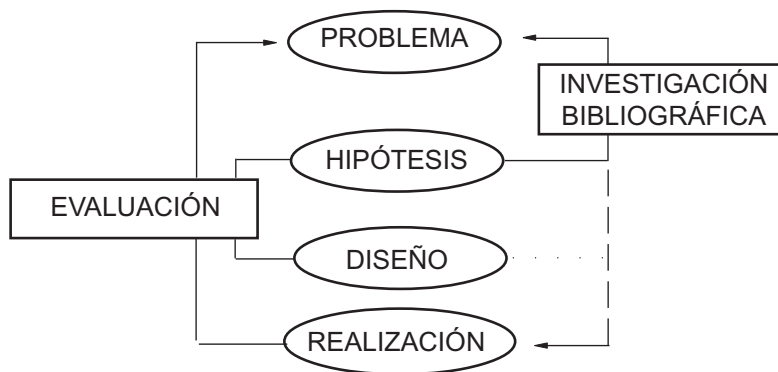 PROBLEMA
INVESTIGACIÓN
BIBLIOGRÁFICA
HIPÓTESIS
EVALUACIÓN
DISEÑO
REALIZACIÓN